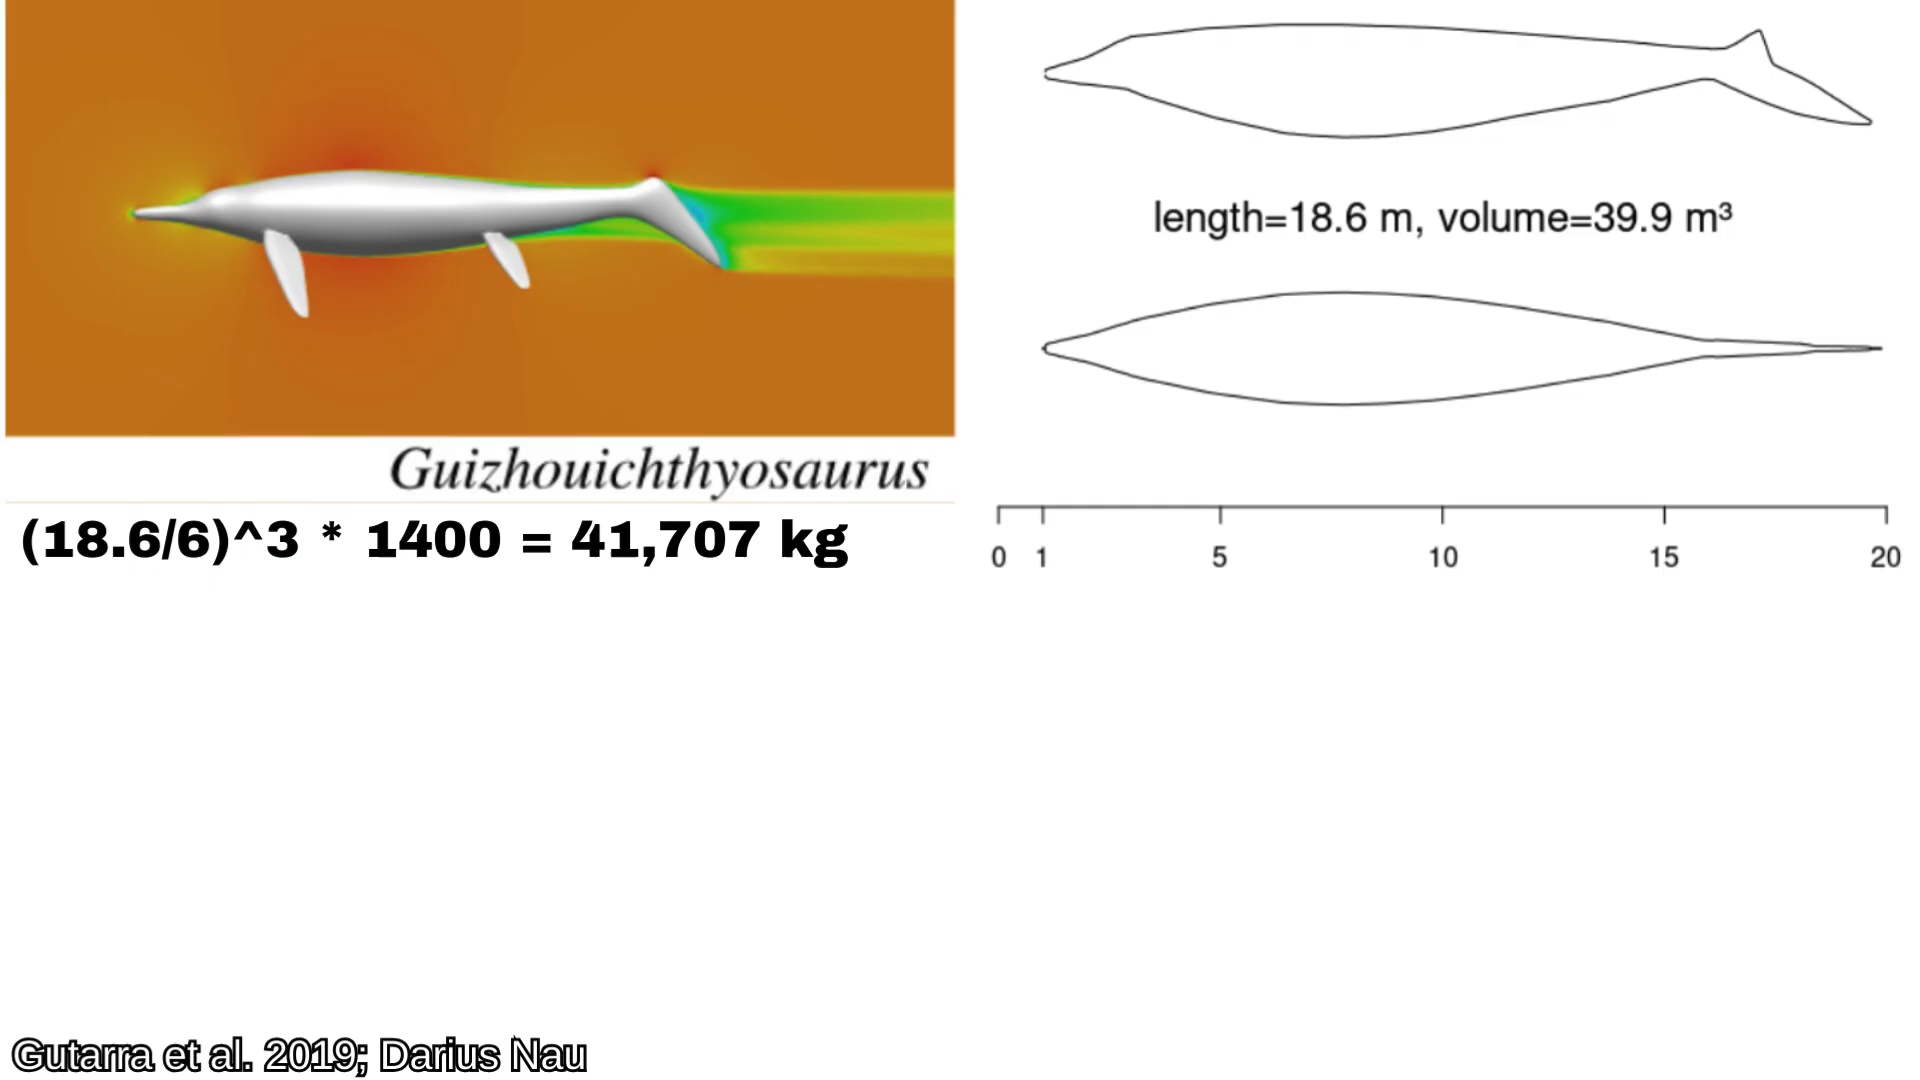 length=18.6 m, volume=39.9 m³
Guizhouichthyosaurus
(18.6/6)^3 * 1400 = 41,707 kg
0 1 5 10 15 20
Gutarra et al. 2019; Darius Nau